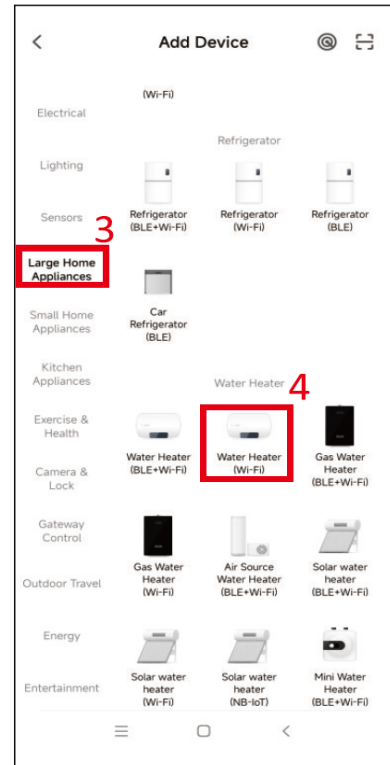 Add Device
Electrical
Lighting
Sensors
3
Large Home
Appliances
Small Home
Appliances
Kitchen
Appliances
Exercise &
Health
Camera &
Lock
Gateway
Control
Outdoor Travel
Energy
Entertainment
(Wi-Fi)
Refrigerator
Refrigerator
(BLE+Wi-Fi)
Refrigerator
(Wi-Fi)
Refrigerator
(BLE)
Car
Refrigerator
(BLE)
Water Heater
4
Water Heater
(BLE+Wi-Fi)
Water Heater
(Wi-Fi)
Gas Water
Heater
(BLE+Wi-Fi)
Gas Water
Heater
(Wi-Fi)
Air Source
Water Heater
(BLE+Wi-Fi)
Solar water
heater
(BLE+Wi-Fi)
Solar water
heater
(Wi-Fi)
Solar water
heater
(NB-IoT)
Mini Water
Heater
(BLE+Wi-Fi)